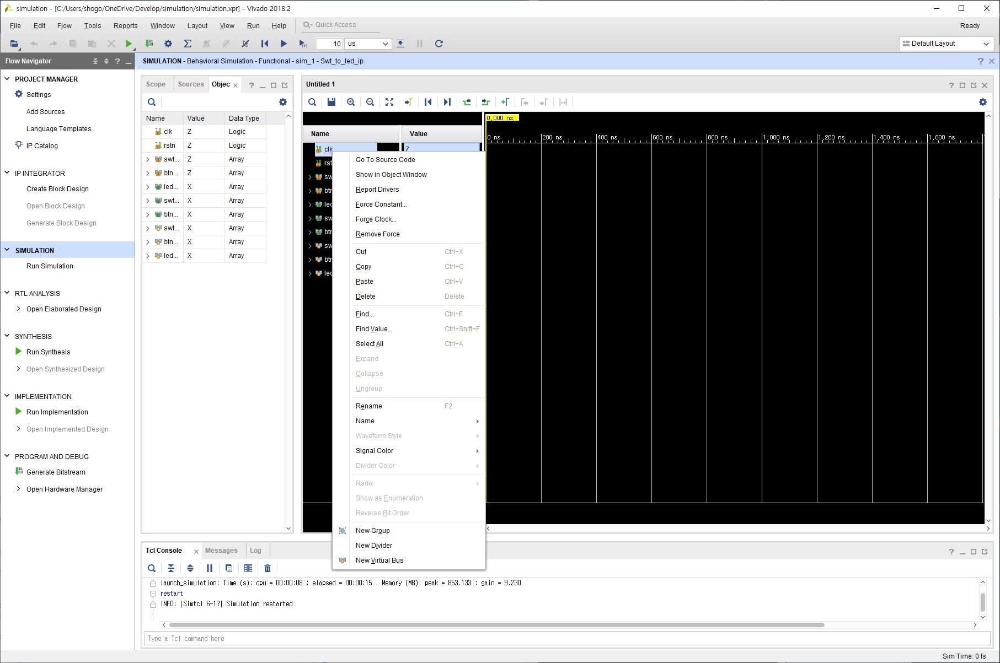 simulation - [C:/Users/shogo/OneDrive/Develop/simulation/simulation.xpr] - Vivado 2018.2
File Edit Flow Tools Reports Window Layout View Run Help Quick Access Ready
10 us Default Layout
Flow Navigator
SIMULATION - Behavioral Simulation - Functional - sim_1 - Swt_to_led_ip
PROJECT MANAGER
Settings
Add Sources
Language Templates
IP Catalog
IP INTEGRATOR
Create Block Design
Open Block Design
Generate Block Design
SIMULATION
Run Simulation
RTL ANALYSIS
Open Elaborated Design
SYNTHESIS
Run Synthesis
Open Synthesized Design
IMPLEMENTATION
Run Implementation
Open Implemented Design
PROGRAM AND DEBUG
Generate Bitstream
Open Hardware Manager
Scope Sources Objec
Name Value Data Type
clk Z Logic
rstn Z Logic
swt... Z Array
btn... Z Array
led... X Array
swt... X Array
btn... X Array
swt... X Array
btn... X Array
led... X Array
Untitled 1
0,000 ns
Name Value
0 ns 200 ns 400 ns 600 ns 800 ns 1,000 ns 1,200 ns 1,400 ns 1,600 ns
clk Z
rst
sw
btr
lec
sw
btr
sw
btr
lec
Go To Source Code
Show in Object Window
Report Drivers
Force Constant...
Force Clock...
Remove Force
Cut Ctrl+X
Copy Ctrl+C
Paste Ctrl+V
Delete Delete
Find... Ctrl+F
Find Value... Ctrl+Shift+F
Select All Ctrl+A
Expand
Collapse
Ungroup
Rename F2
Name
Waveform Style
Signal Color
Divider Color
Radix
Show as Enumeration
Reverse Bit Order
New Group
New Divider
New Virtual Bus
Tcl Console Messages Log
launch_simulation: Time (s): cpu = 00:00:08 ; elapsed = 00:00:15 . Memory (MB): peak = 853.133 ; gain = 9.230
restart
INFO: [Simtcl 6-17] Simulation restarted
Type a Tcl command here
Sim Time: 0 fs